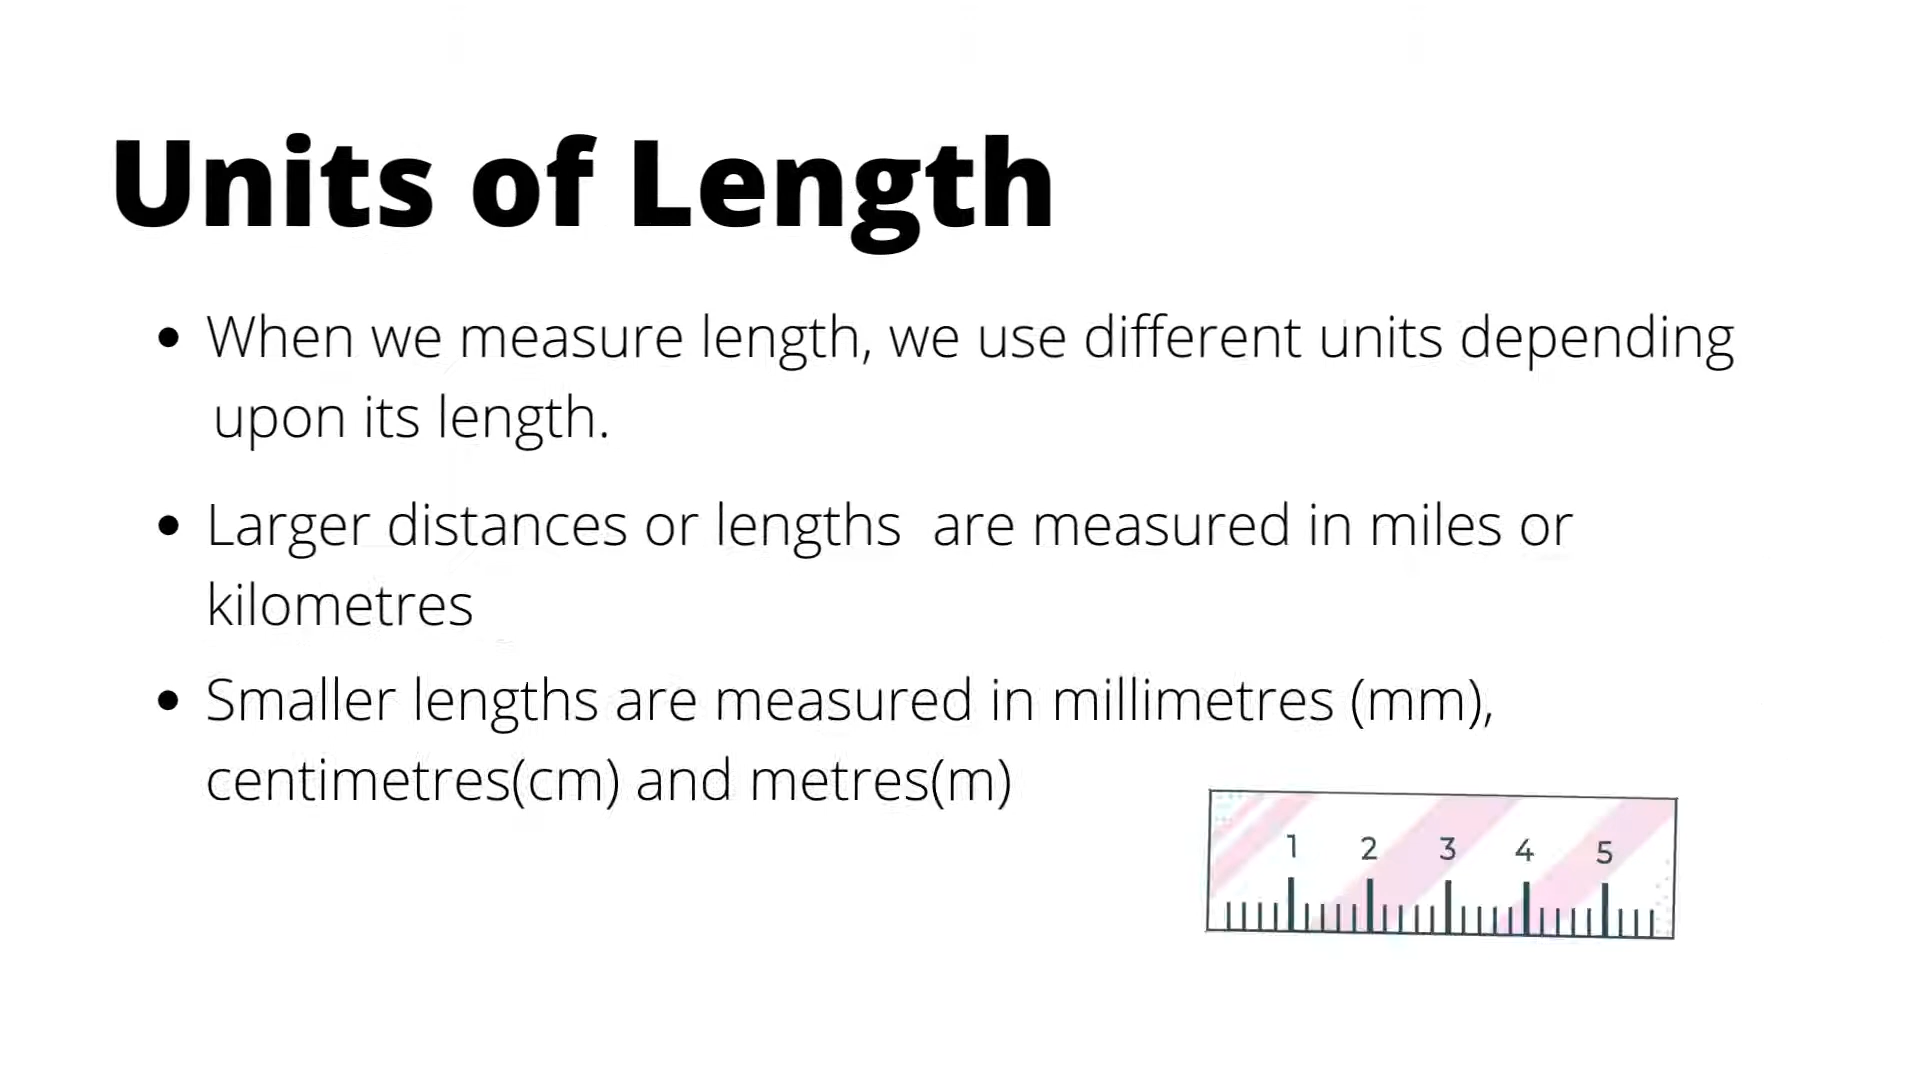 Units of Length
• When we measure length, we use different units depending
upon its length.
• Larger distances or lengths  are measured in miles or
kilometres
• Smaller lengths are measured in millimetres (mm),
centimetres(cm) and metres(m)
1 2 3 4 5